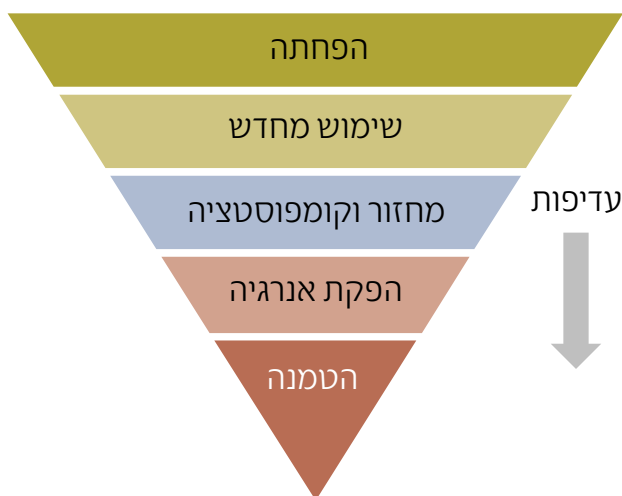 הפחתה
שימוש מחדש
מחזור וקומפוסטציה
עדיפות
הפקת אנרגיה
הטמנה